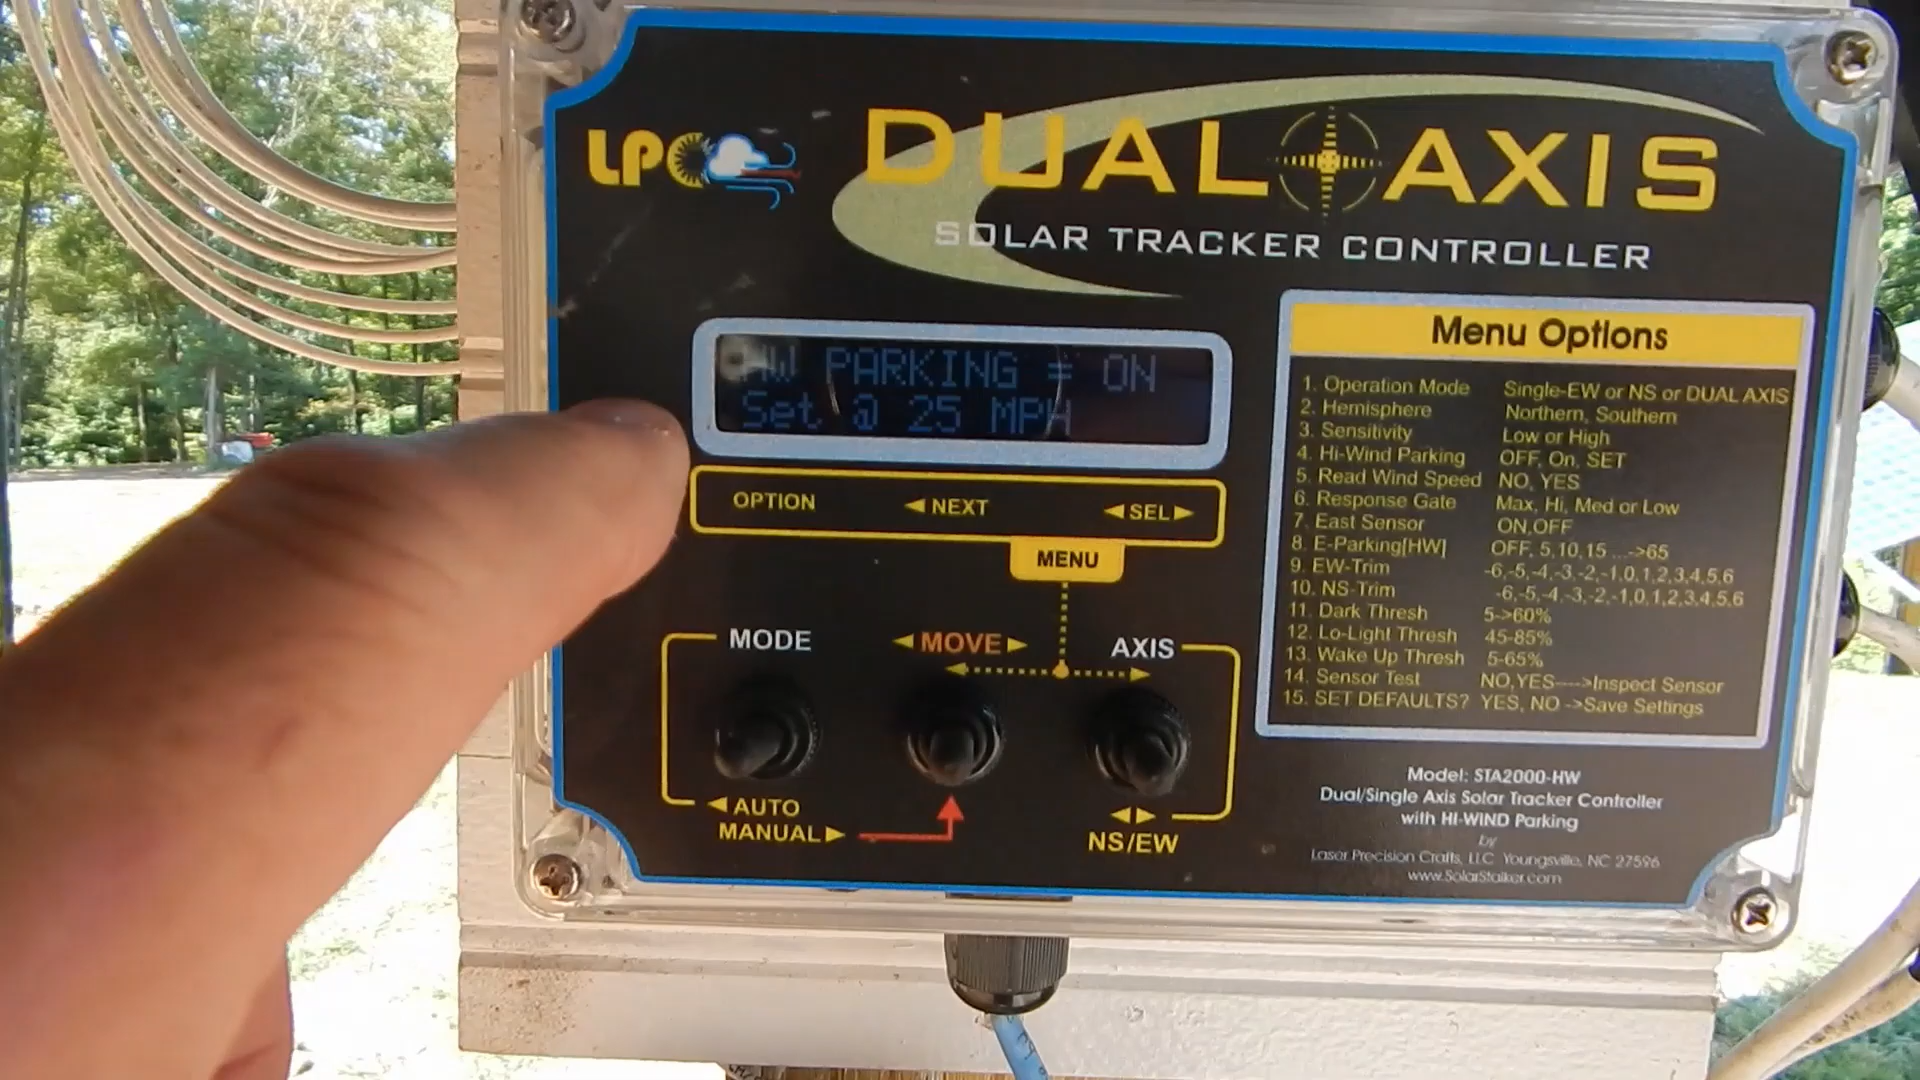 LPC
DUAL AXIS
SOLAR TRACKER CONTROLLER
HW PARKING = ON
Set @ 25 MPH
OPTION ◄NEXT ◄SEL►
MENU
MODE ◄MOVE► AXIS
◄AUTO
MANUAL►
◄►
NS/EW
Menu Options
1. Operation Mode Single-EW or NS or DUAL AXIS
2. Hemisphere Northern, Southern
3. Sensitivity Low or High
4. Hi-Wind Parking OFF, On, SET
5. Read Wind Speed NO, YES
6. Response Gate Max, Hi, Med or Low
7. East Sensor ON,OFF
8. E-Parking[HW] OFF, 5,10,15 ...->65
9. EW-Trim -6,-5,-4,-3,-2,-1,0,1,2,3,4,5,6
10. NS-Trim -6,-5,-4,-3,-2,-1,0,1,2,3,4,5,6
11. Dark Thresh 5->60%
12. Lo-Light Thresh 45-85%
13. Wake Up Thresh 5-65%
14. Sensor Test NO,YES---->Inspect Sensor
15. SET DEFAULTS? YES, NO ->Save Settings
Model: STA2000-HW
Dual/Single Axis Solar Tracker Controller
with HI-WIND Parking
by
Laser Precision Crafts, LLC Youngsville, NC 27596
www.SolarStalker.com